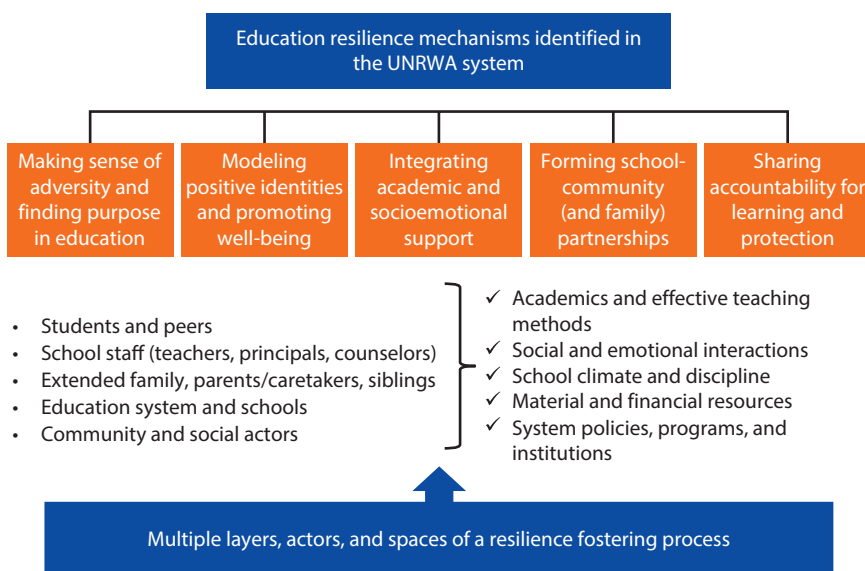 Education resilience mechanisms identified in
the UNRWA system
Making sense of
adversity and
finding purpose
in education
Modeling
positive identities
and promoting
well-being
Integrating
academic and
socioemotional
support
Forming school-
community
(and family)
partnerships
Sharing
accountability for
learning and
protection
• Students and peers
• School staff (teachers, principals, counselors)
• Extended family, parents/caretakers, siblings
• Education system and schools
• Community and social actors
✓ Academics and effective teaching
methods
✓ Social and emotional interactions
✓ School climate and discipline
✓ Material and financial resources
✓ System policies, programs, and
institutions
Multiple layers, actors, and spaces of a resilience fostering process